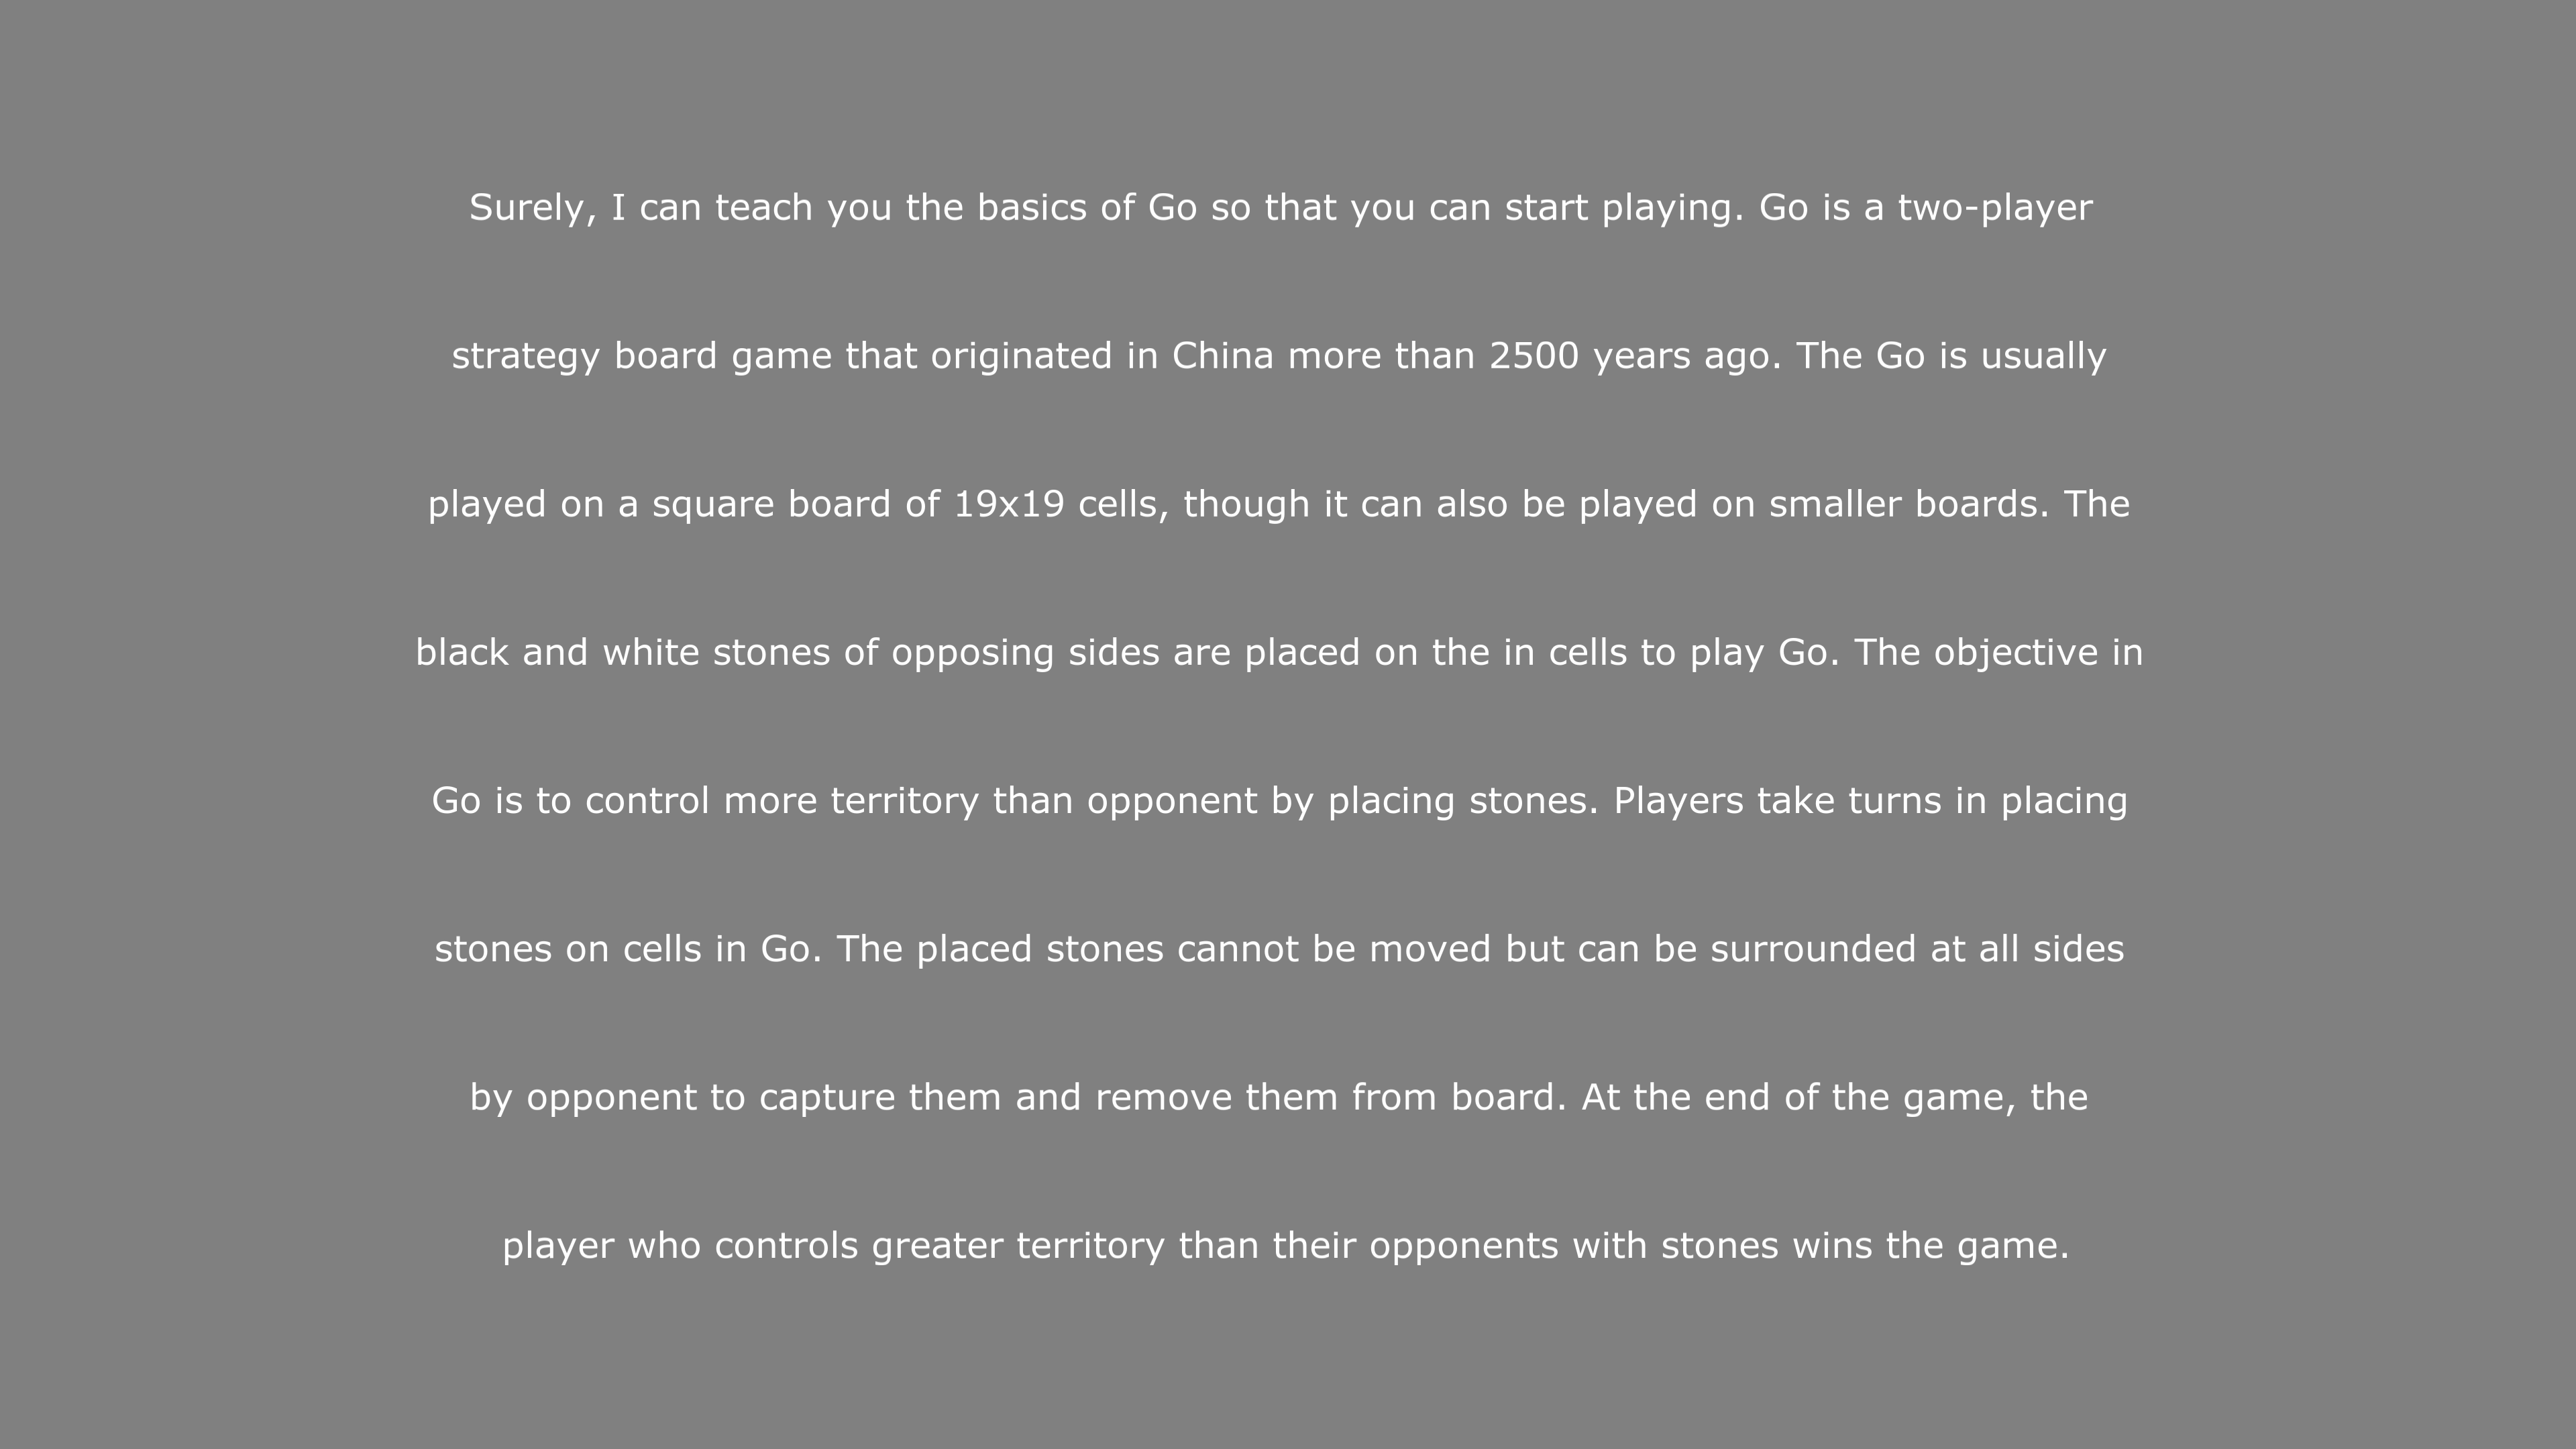 Surely, I can teach you the basics of Go so that you can start playing. Go is a two-player
strategy board game that originated in China more than 2500 years ago. The Go is usually
played on a square board of 19x19 cells, though it can also be played on smaller boards. The
black and white stones of opposing sides are placed on the in cells to play Go. The objective in
Go is to control more territory than opponent by placing stones. Players take turns in placing
stones on cells in Go. The placed stones cannot be moved but can be surrounded at all sides
by opponent to capture them and remove them from board. At the end of the game, the
player who controls greater territory than their opponents with stones wins the game.